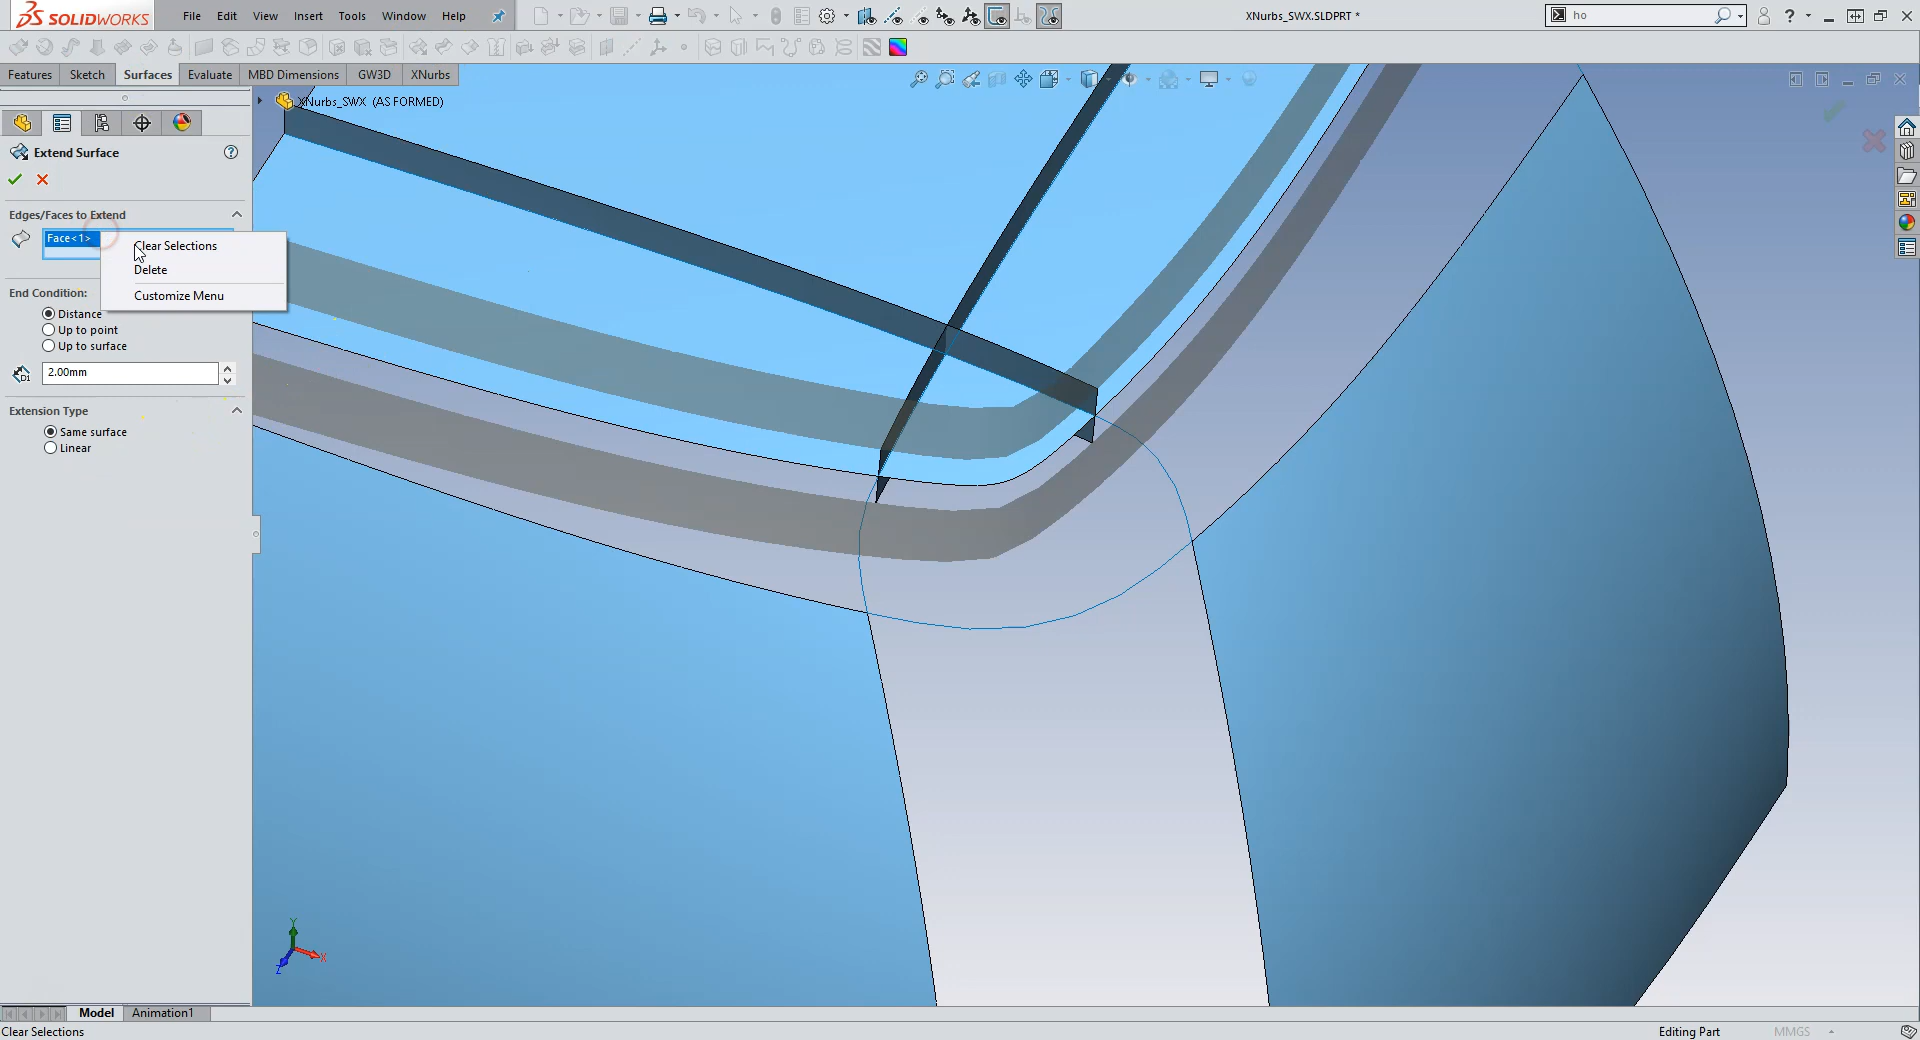 SOLIDWORKS File Edit View Insert Tools Window Help XNurbs_SWX.SLDPRT * ho
Features Sketch Surfaces Evaluate MBD Dimensions GW3D XNurbs
XNurbs_SWX (AS FORMED)
Extend Surface
Edges/Faces to Extend
Face<1>
Clear Selections
Delete
Customize Menu
End Condition:
Distance
Up to point
Up to surface
D1 2.00mm
Extension Type
Same surface
Linear
Y
X
Z
Model Animation1
Clear Selections Editing Part MMGS